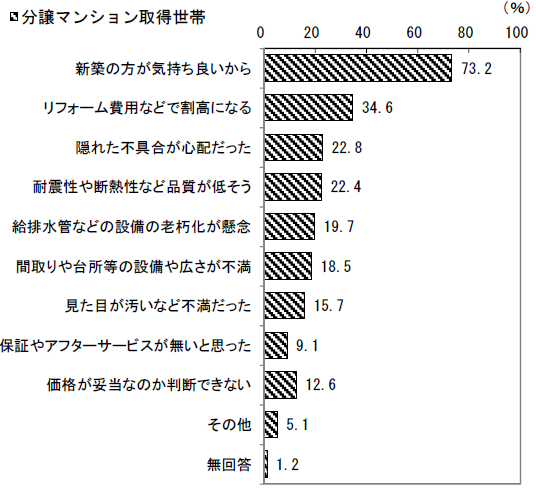 分譲マンション取得世帯
(%)
0 20 40 60 80 100
新築の方が気持ち良いから 73.2
リフォーム費用などで割高になる 34.6
隠れた不具合が心配だった 22.8
耐震性や断熱性など品質が低そう 22.4
給排水管などの設備の老朽化が懸念 19.7
間取りや台所等の設備や広さが不満 18.5
見た目が汚いなど不満だった 15.7
保証やアフターサービスが無いと思った 9.1
価格が妥当なのか判断できない 12.6
その他 5.1
無回答 1.2